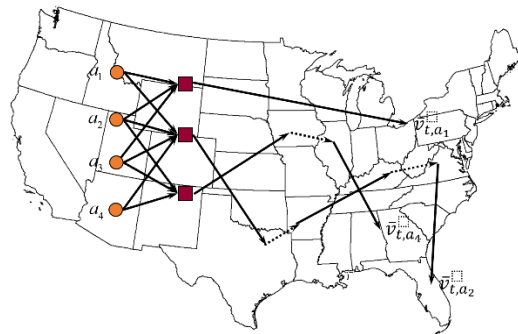 a₁
a₂
a₃
a₄
v̄ₜ,ₐ₁
v̄ₜ,ₐ₄
v̄ₜ,ₐ₂